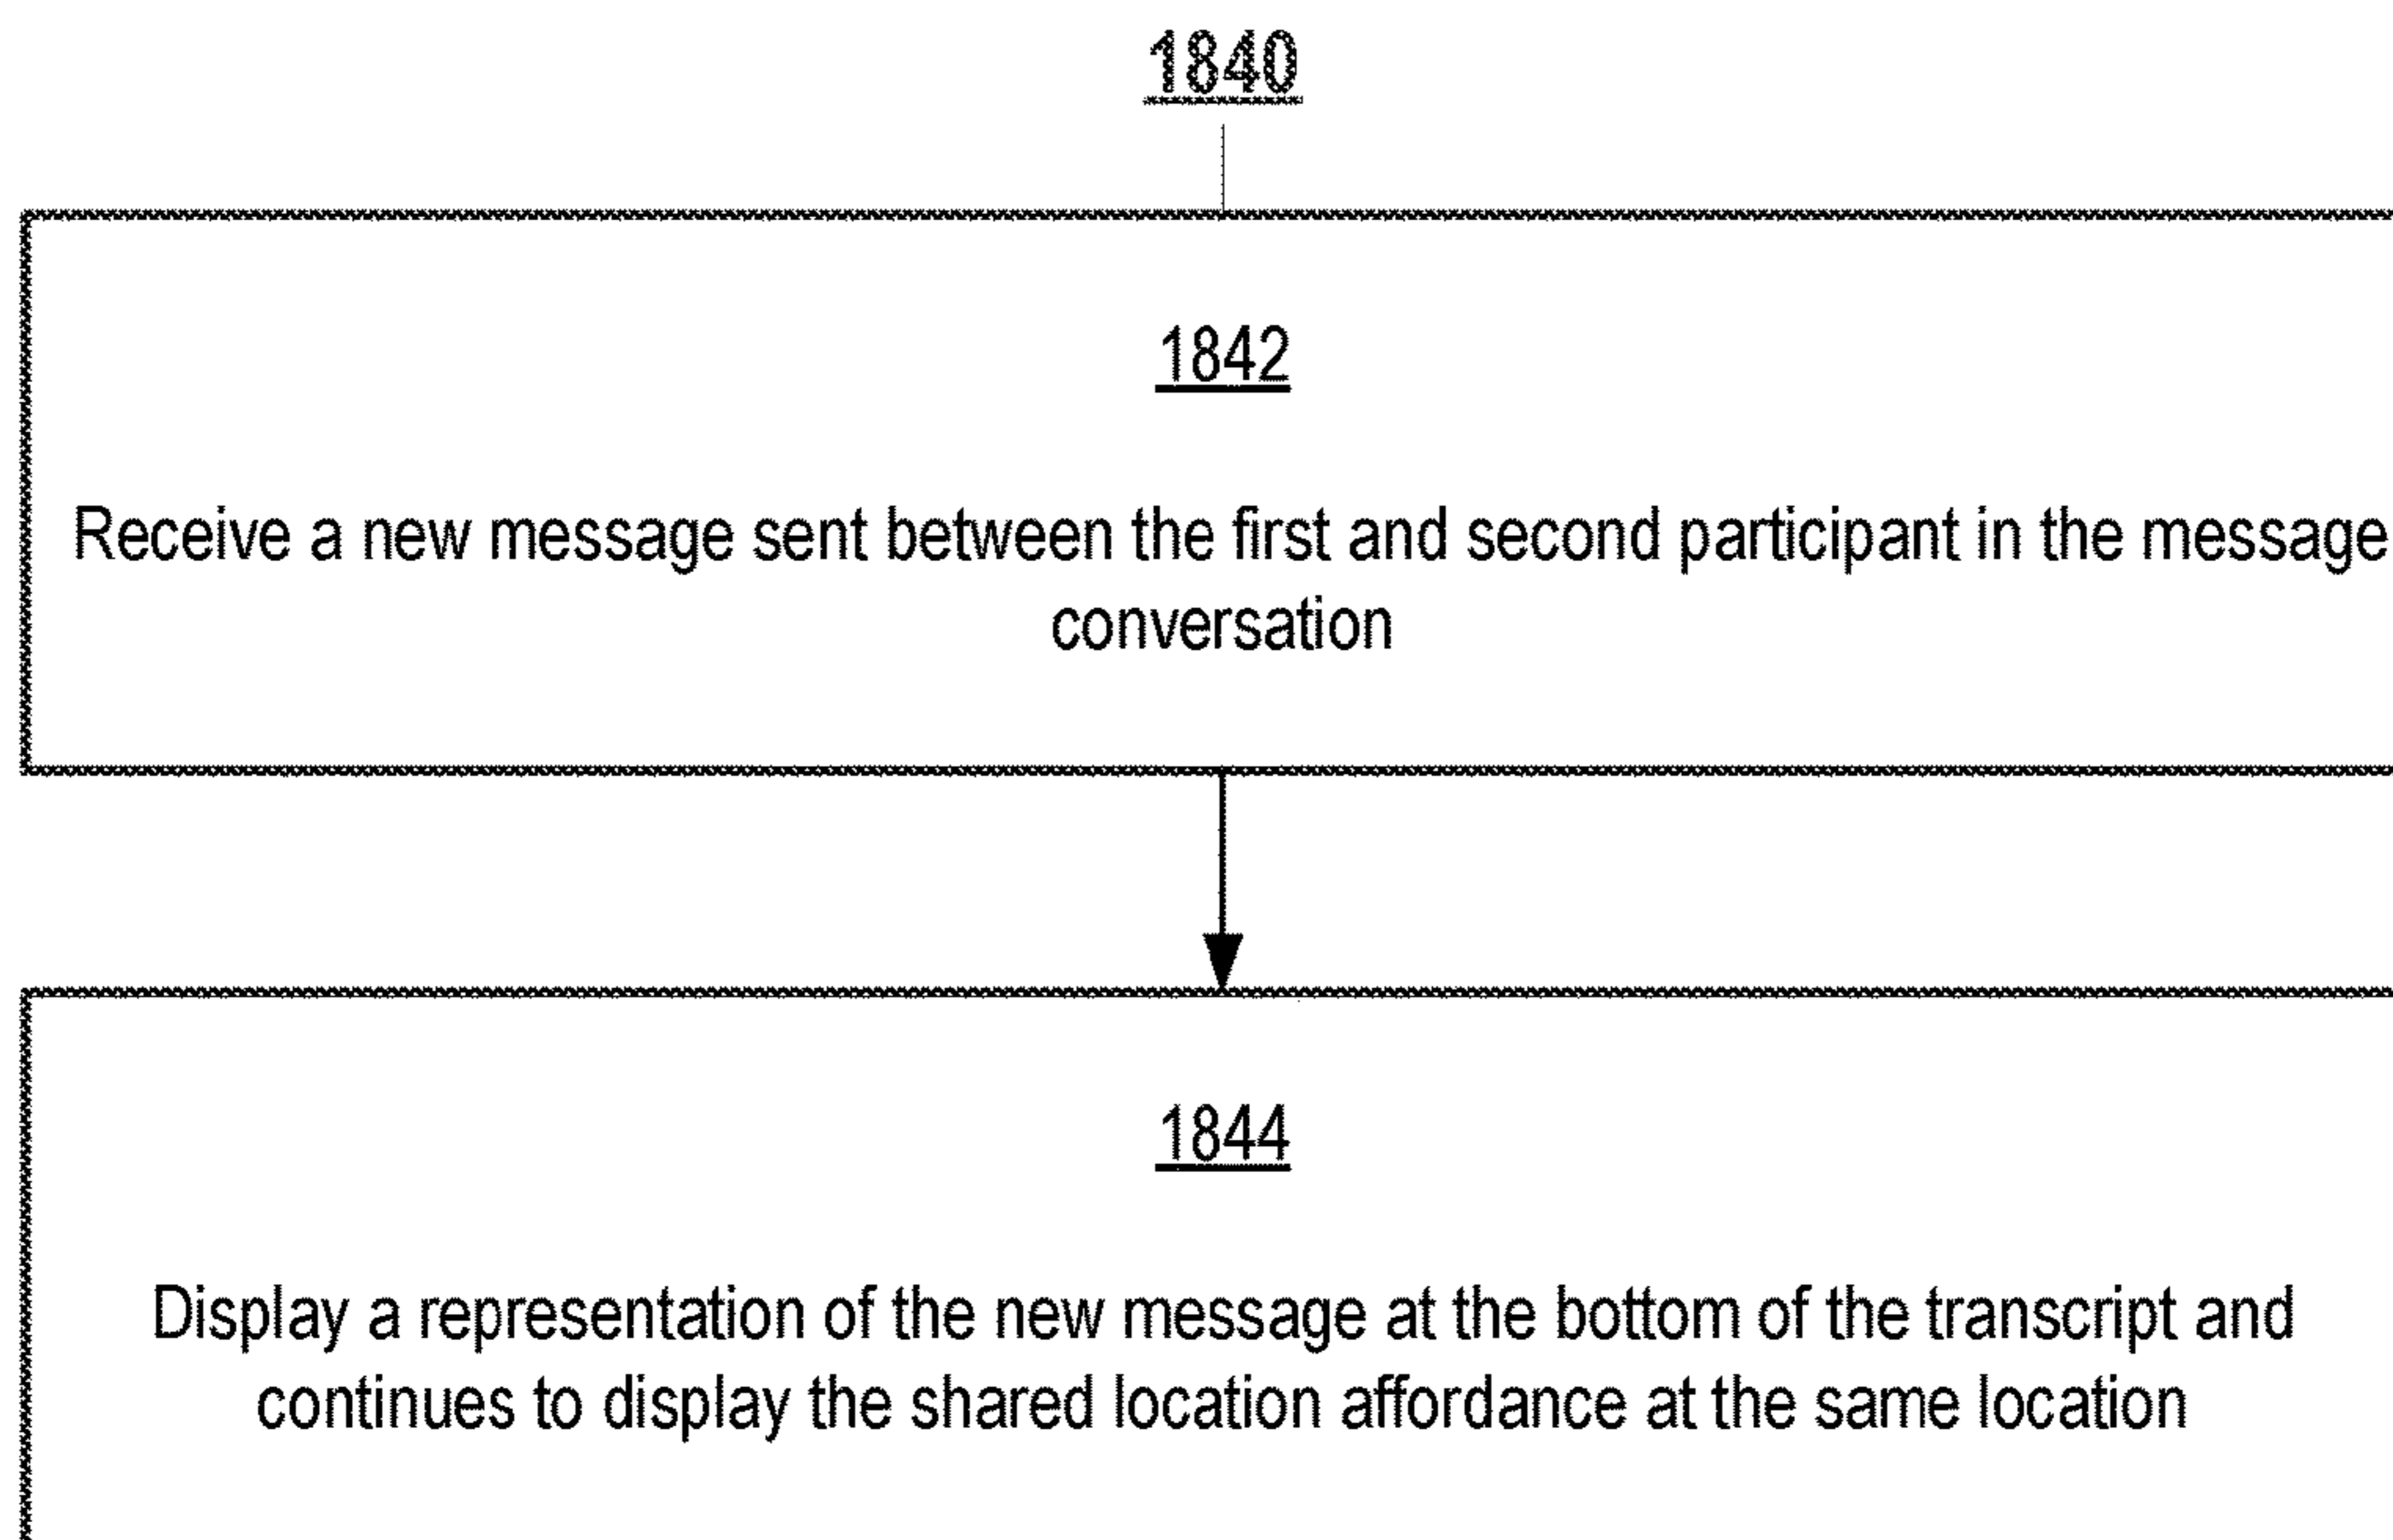 1840
1842
Receive a new message sent between the first and second participant in the message
conversation
1844
Display a representation of the new message at the bottom of the transcript and
continues to display the shared location affordance at the same location